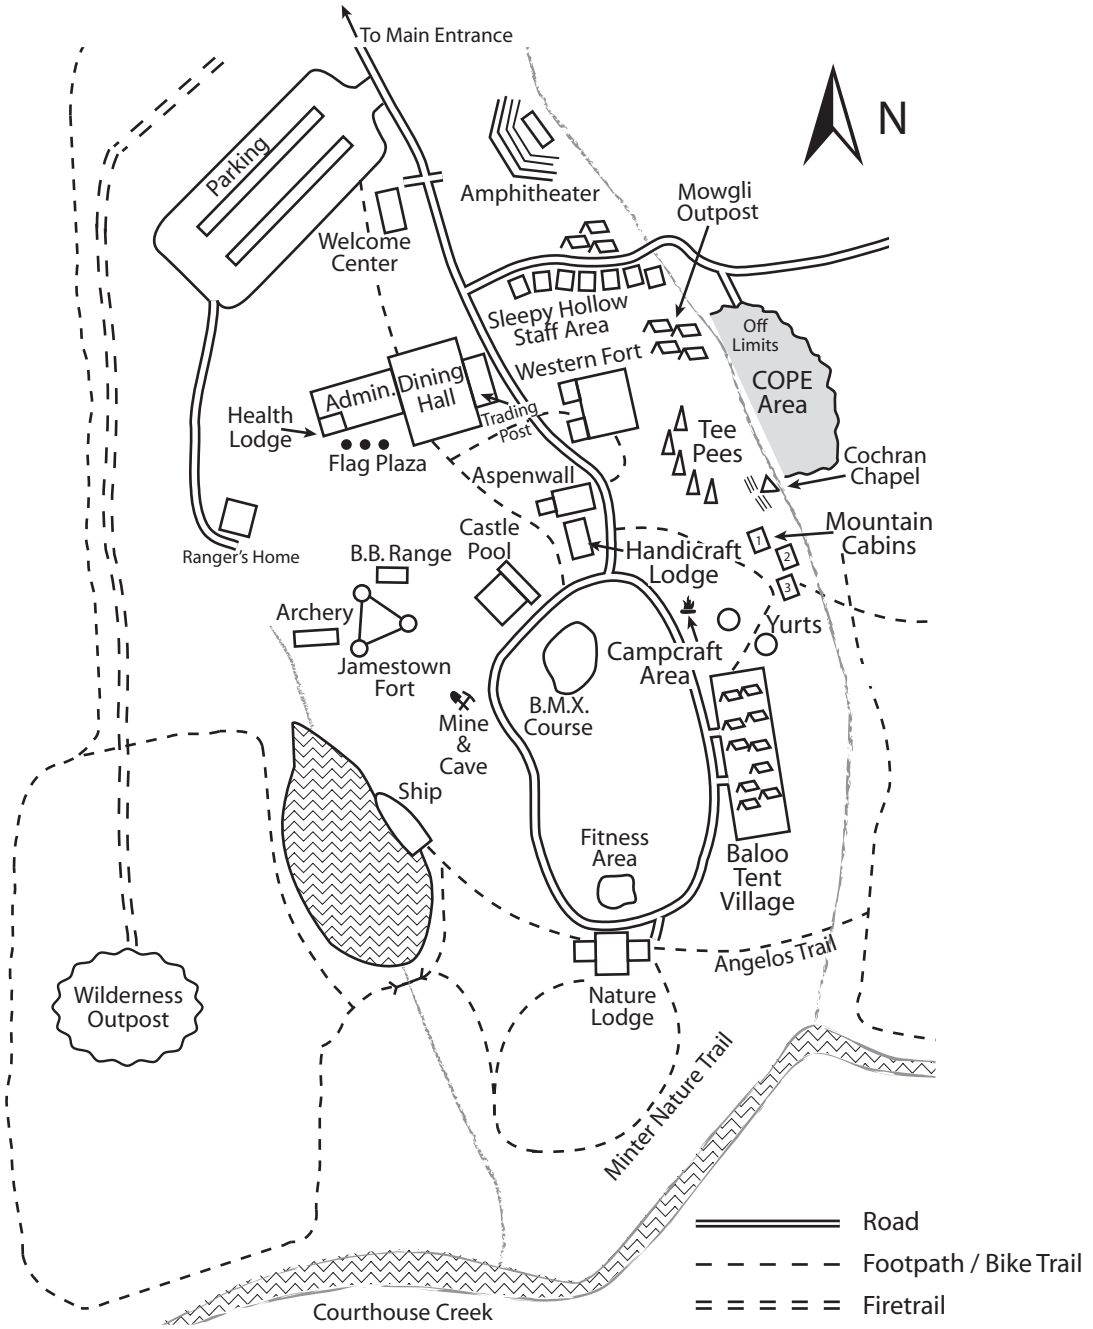 To Main Entrance
N
Parking
Amphitheater
Mowgli
Outpost
Welcome
Center
Sleepy Hollow
Staff Area
Off
Limits
COPE
Area
Western Fort
Admin.
Dining
Hall
Trading
Post
Health
Lodge
Flag Plaza
Tee
Pees
Cochran
Chapel
Aspenwall
Mountain
Cabins
1
2
3
Castle
Pool
Handicraft
Lodge
Ranger's Home
B.B. Range
Archery
Jamestown
Fort
Yurts
Campcraft
Area
B.M.X.
Course
Mine
&
Cave
Ship
Fitness
Area
Baloo
Tent
Village
Angelos Trail
Wilderness
Outpost
Nature
Lodge
Minter Nature Trail
Road
Footpath / Bike Trail
Firetrail
Courthouse Creek